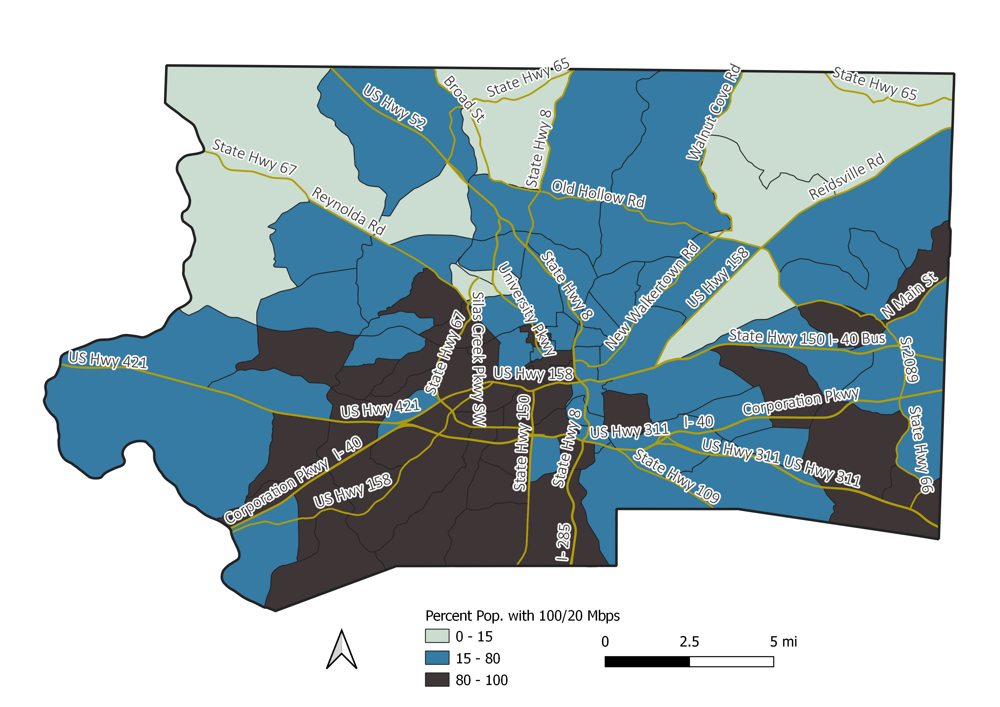 State Hwy 65
State Hwy 65
Broad St
US Hwy 52
Walnut Cove Rd
State Hwy 8
State Hwy 67
Reidsville Rd
Old Hollow Rd
Reynolda Rd
New Walkertown Rd
US Hwy 158
State Hwy 8
University Pkwy
N Main St
Silas Creek Pkwy SW
State Hwy 67
State Hwy 150
I- 40 Bus
Sr2089
US Hwy 421
US Hwy 158
Corporation Pkwy
US Hwy 421
State Hwy 150
State Hwy 8
I- 40
US Hwy 311
State Hwy 66
I- 40
Corporation Pkwy
US Hwy 311
US Hwy 311
State Hwy 109
US Hwy 158
I- 285
Percent Pop. with 100/20 Mbps
0 - 15
15 - 80
80 - 100
0 2.5 5 mi